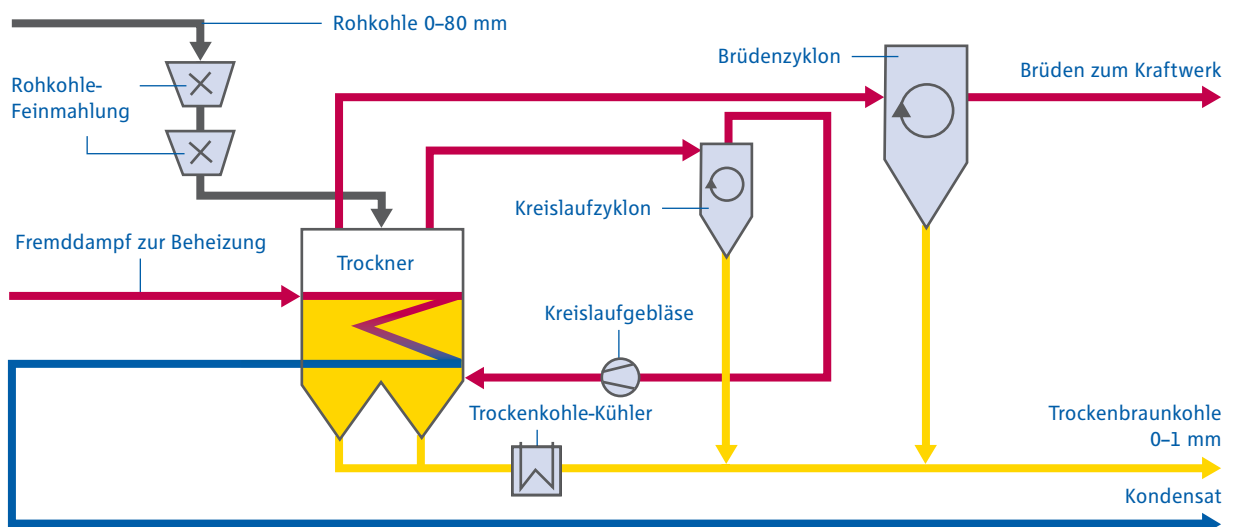 Rohkohle 0–80 mm
Rohkohle-
Feinmahlung
Brüdenzyklon
Brüden zum Kraftwerk
Kreislaufzyklon
Fremddampf zur Beheizung
Trockner
Kreislaufgebläse
Trockenkohle-Kühler
Trockenbraunkohle
0–1 mm
Kondensat